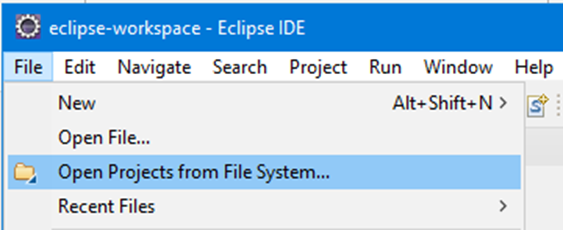 eclipse-workspace - Eclipse IDE
File Edit Navigate Search Project Run Window Help
New Alt+Shift+N >
Open File...
Open Projects from File System...
Recent Files >